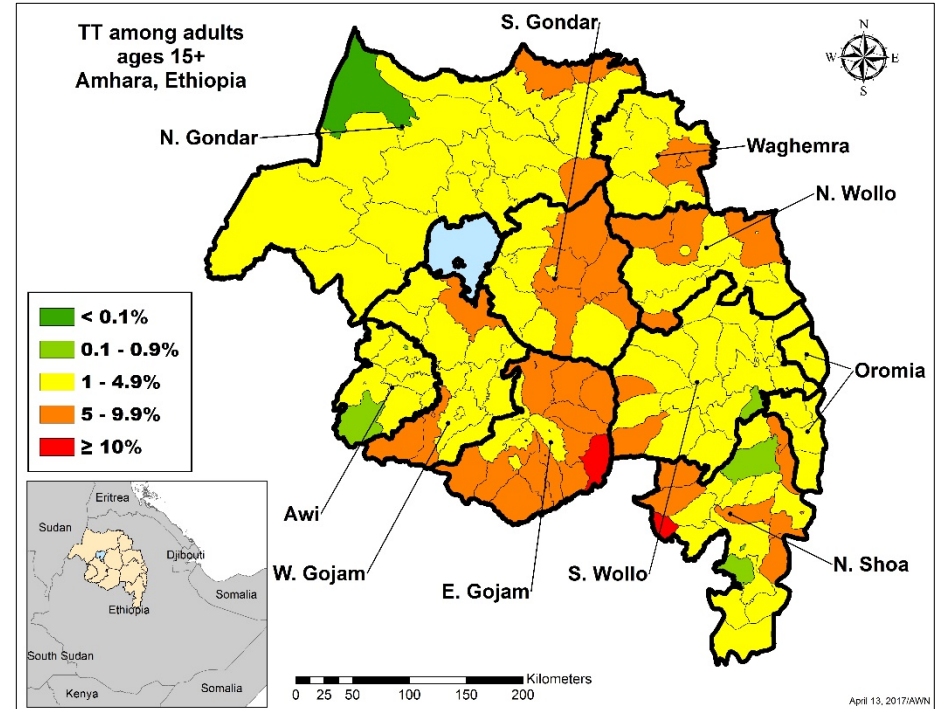 TT among adults
ages 15+
Amhara, Ethiopia
S. Gondar
N
W
E
S
N. Gondar
Waghemra
N. Wollo
< 0.1%
0.1 - 0.9%
1 - 4.9%
5 - 9.9%
≥ 10%
Oromia
Awi
W. Gojam
E. Gojam
S. Wollo
N. Shoa
Eritrea
Sudan
Djibouti
Somalia
Ethiopia
South Sudan
Kenya
Somalia
Kilometers
0 25 50 100 150 200
April 13, 2017/AWN